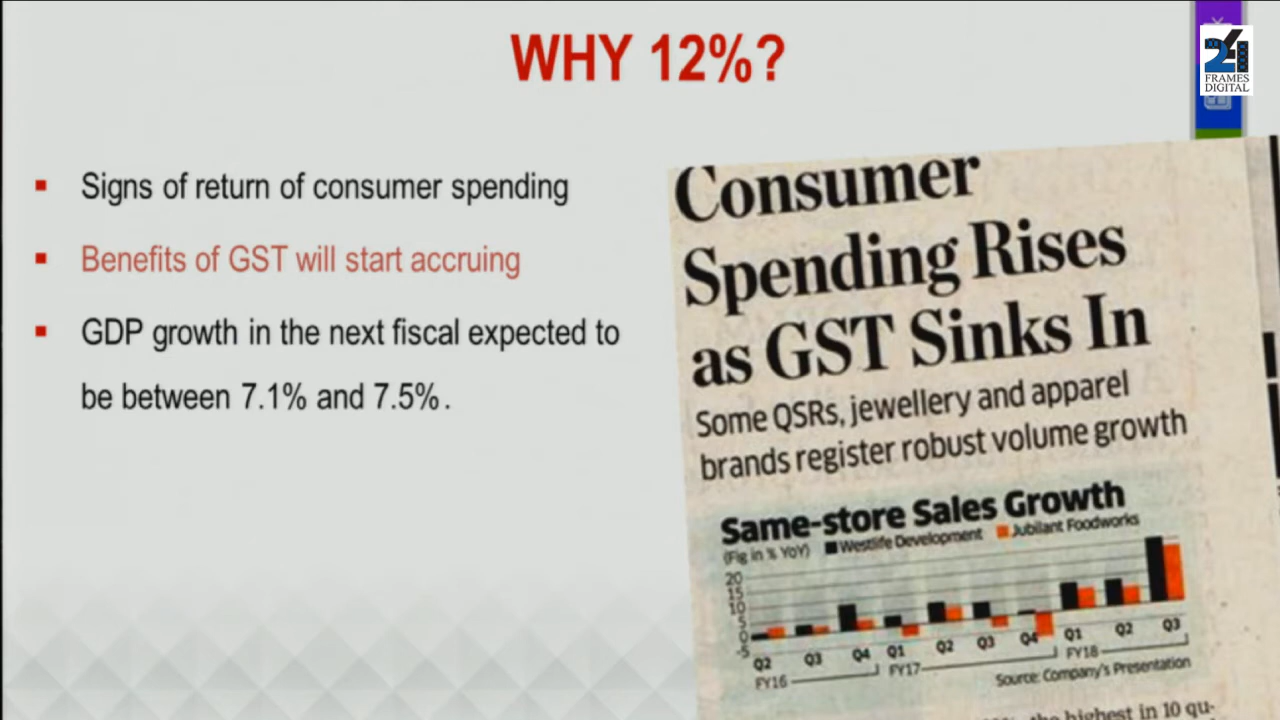 WHY 12%?
24
FRAMES
DIGITAL
Signs of return of consumer spending
Benefits of GST will start accruing
GDP growth in the next fiscal expected to
be between 7.1% and 7.5%.
Consumer
Spending Rises
as GST Sinks In
Some QSRs, jewellery and apparel
brands register robust volume growth
Same-store Sales Growth
(Fig in % YoY) Westlife Development Jubilant Foodworks
20
15
10
5
0
-5
Q2 Q3 Q4 Q1 Q2 Q3 Q4 Q1 Q2 Q3
FY16 FY17 FY18
Source: Company's Presentation
the highest in 10 qu-